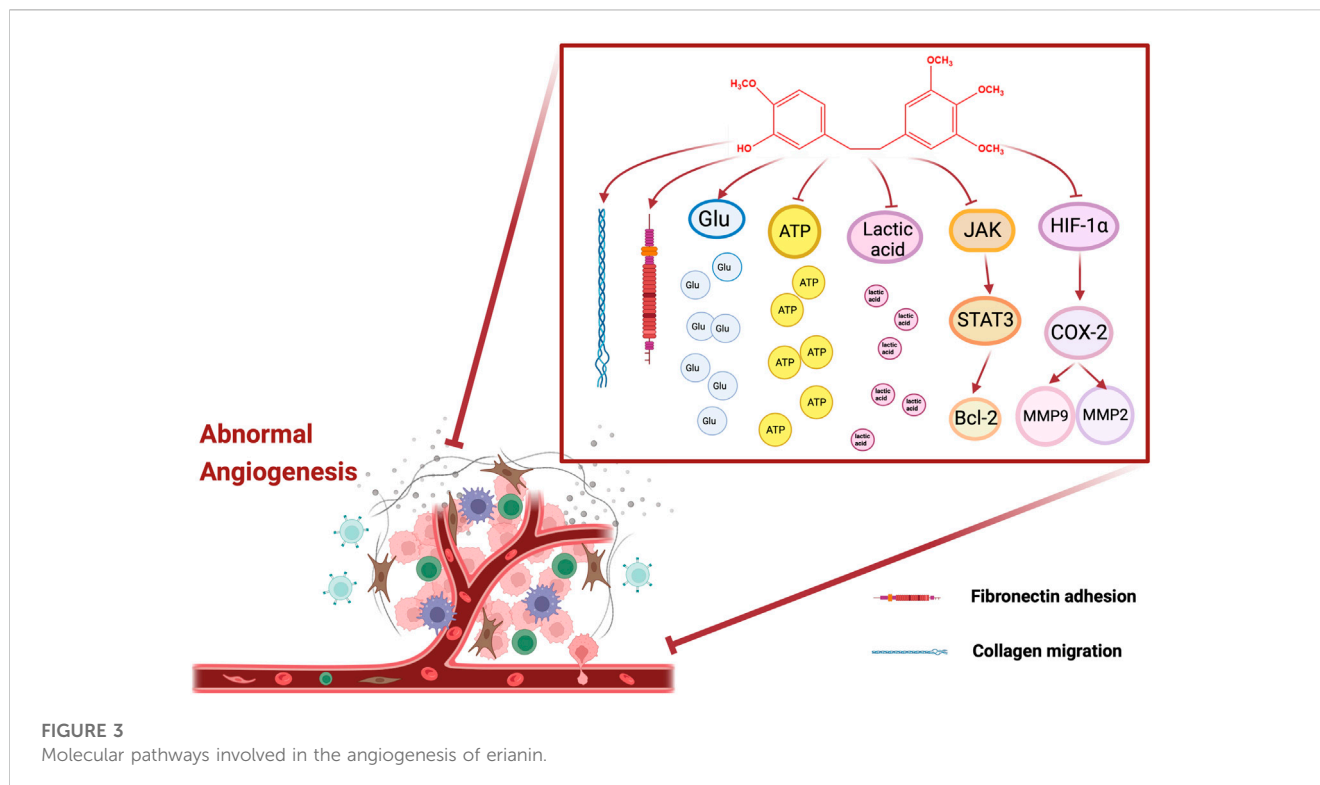 OCH₃
H₃CO
OCH₃
HO
OCH₃
Glu
ATP
Lactic
acid
JAK
HIF-1α
Glu
Glu
Glu
Glu
Glu
Glu
Glu
ATP
ATP
ATP
ATP
ATP
ATP
lactic
acid
lactic
acid
lactic
acid
lactic
acid
lactic
acid
lactic
acid
STAT3
COX-2
Bcl-2
MMP9
MMP2
Abnormal
Angiogenesis
Fibronectin adhesion
Collagen migration
FIGURE 3
Molecular pathways involved in the angiogenesis of erianin.